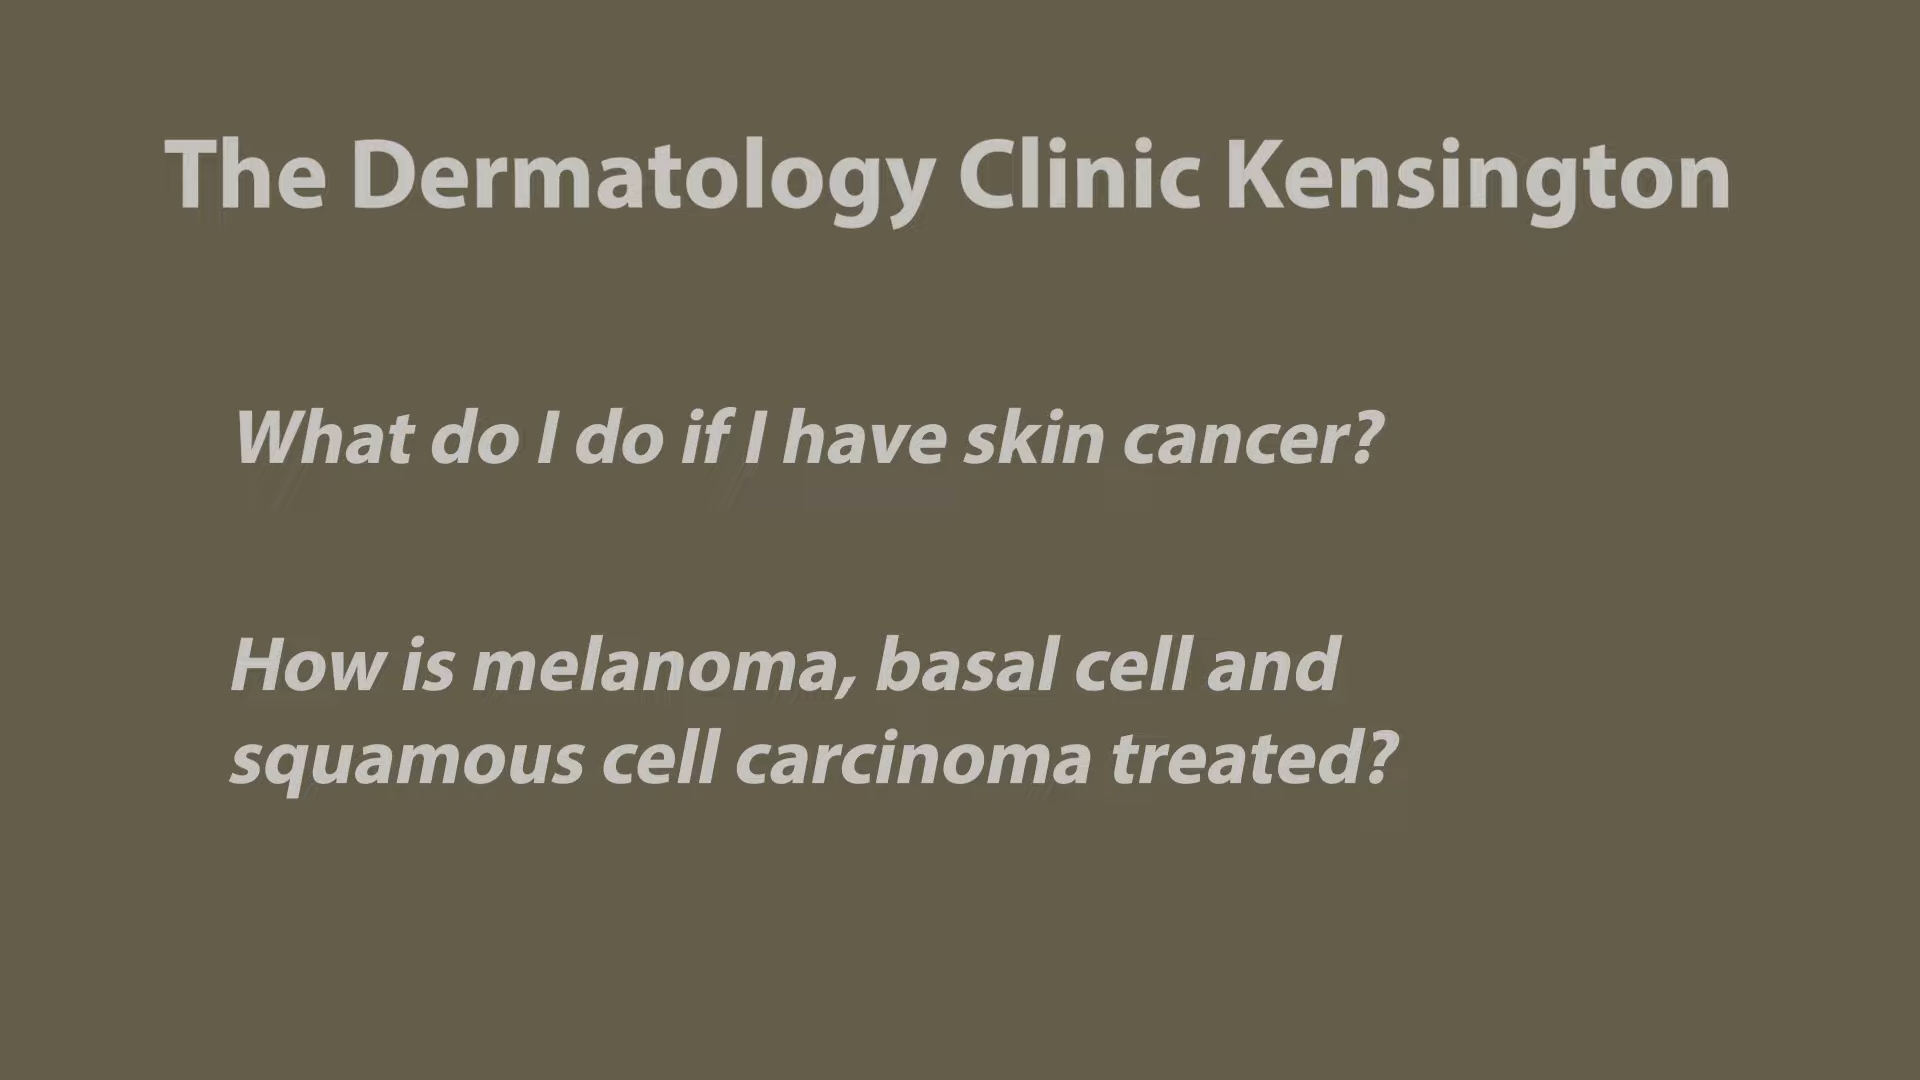 The Dermatology Clinic Kensington
What do I do if I have skin cancer?
How is melanoma, basal cell and
squamous cell carcinoma treated?